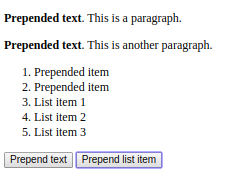 Prepended text. This is a paragraph.
Prepended text. This is another paragraph.
1. Prepended item
2. Prepended item
3. List item 1
4. List item 2
5. List item 3
Prepend text Prepend list item